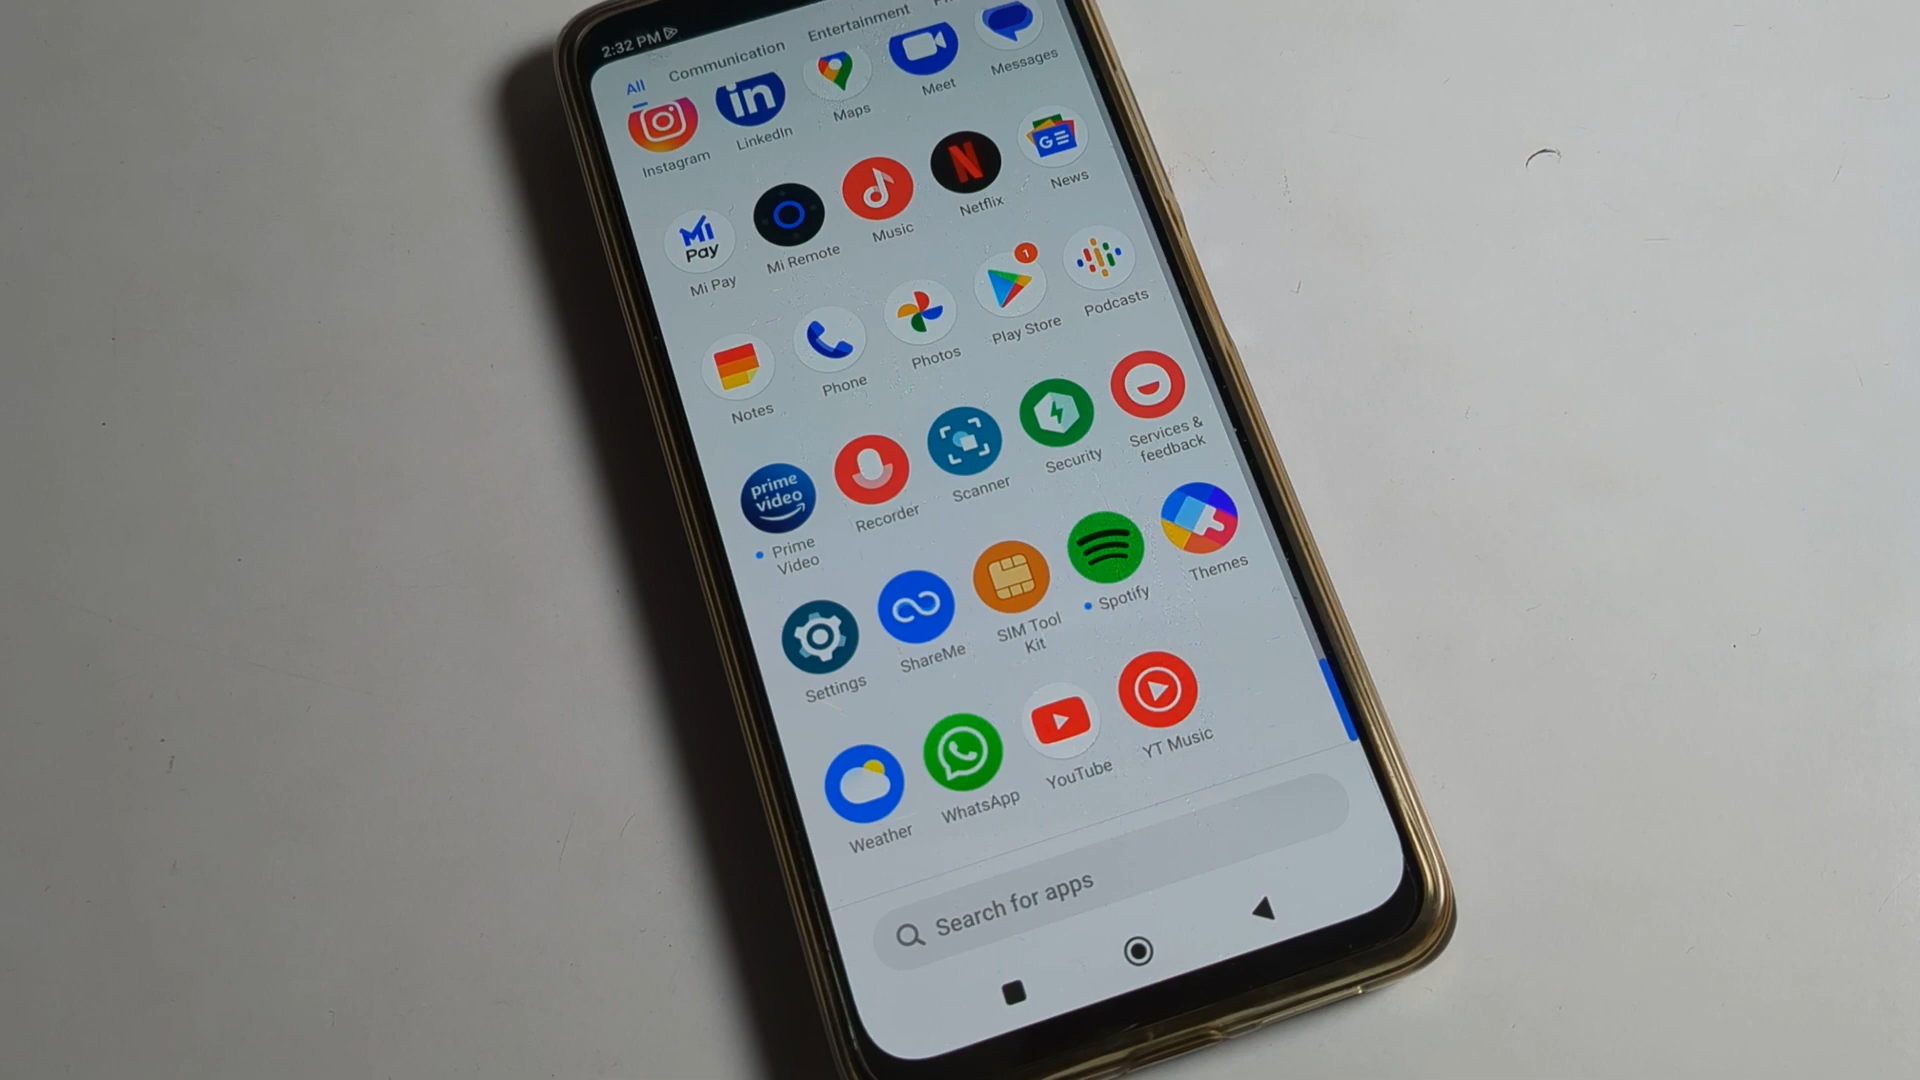 2:32 PM
All Communication Entertainment
in
Instagram LinkedIn Maps Meet Messages
Mi Pay
N
GE
Mi Pay Mi Remote Music Netflix News
1
Notes Phone Photos Play Store Podcasts
prime video
Prime Video Recorder Scanner Security Services & feedback
Settings ShareMe SIM Tool Kit Spotify Themes
Weather WhatsApp YouTube YT Music
Search for apps